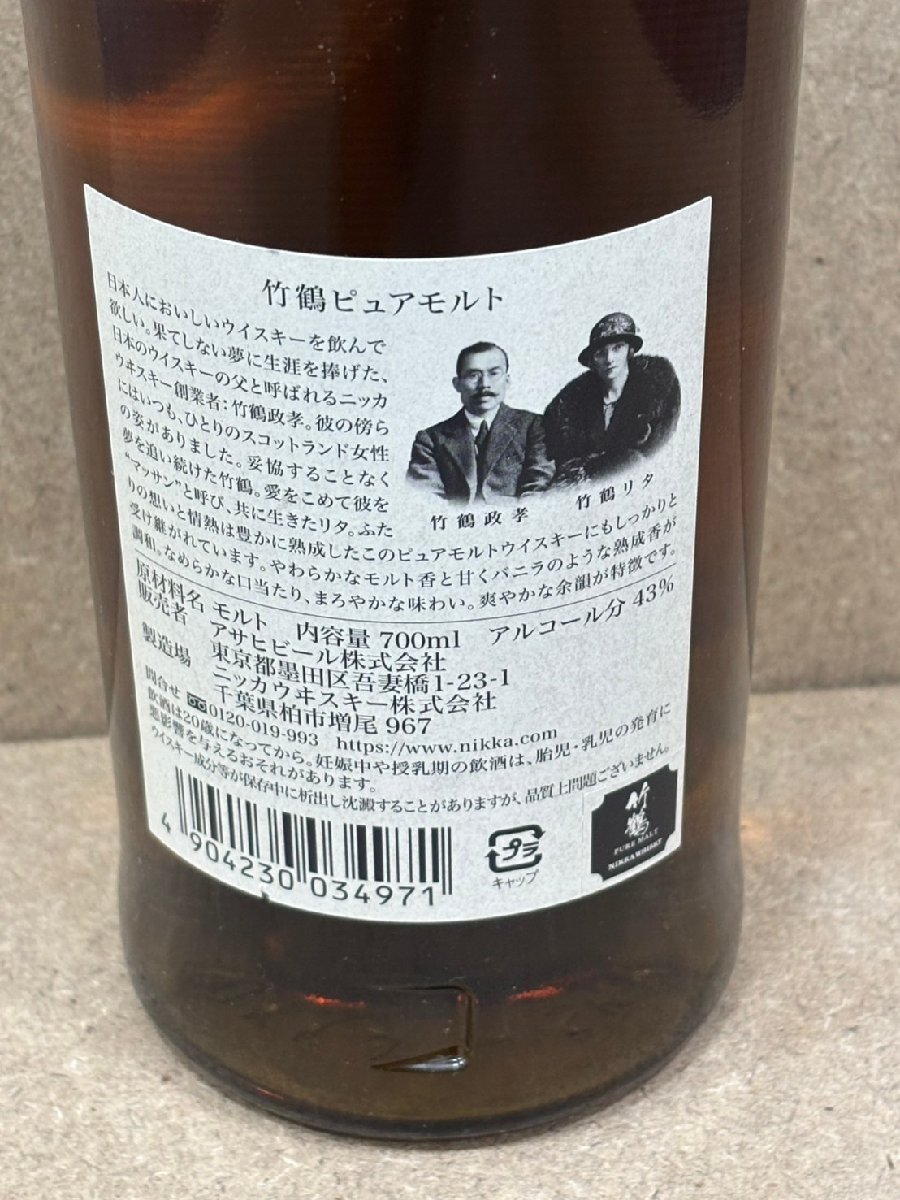 竹鶴ピュアモルト
日本人においしいウイスキーを飲んで
欲しい。果てしない夢に生涯を捧げた、
日本のウイスキーの父と呼ばれるニッカ
ウヰスキー創業者：竹鶴政孝。彼の傍ら
にはいつも、ひとりのスコットランド女性
の姿がありました。妥協することなく
夢を追い続けた竹鶴。愛をこめて彼を
“マッサン”と呼び、共に生きたリタ。ふた
りの想いと情熱は豊かに熟成したこのピュアモルトウイスキーにもしっかりと
受け継がれています。やわらかなモルト香と甘くバニラのような熟成香が
調和。なめらかな口当たり、まろやかな味わい。爽やかな余韻が特徴です。
竹鶴政孝
竹鶴リタ
原材料名 モルト 内容量 700ml アルコール分 43%
販売者 アサヒビール株式会社
東京都墨田区吾妻橋1-23-1
製造場 ニッカウヰスキー株式会社
千葉県柏市増尾 967
問合せ 0120-019-993 https://www.nikka.com
飲酒は20歳になってから。妊娠中や授乳期の飲酒は、胎児・乳児の発育に
悪影響を与えるおそれがあります。
ウイスキー成分等が保存中に析出し沈澱することがありますが、品質上問題ございません。
4 904230 034971
プラ
キャップ
竹鶴
PURE MALT
NIKKA WHISKY